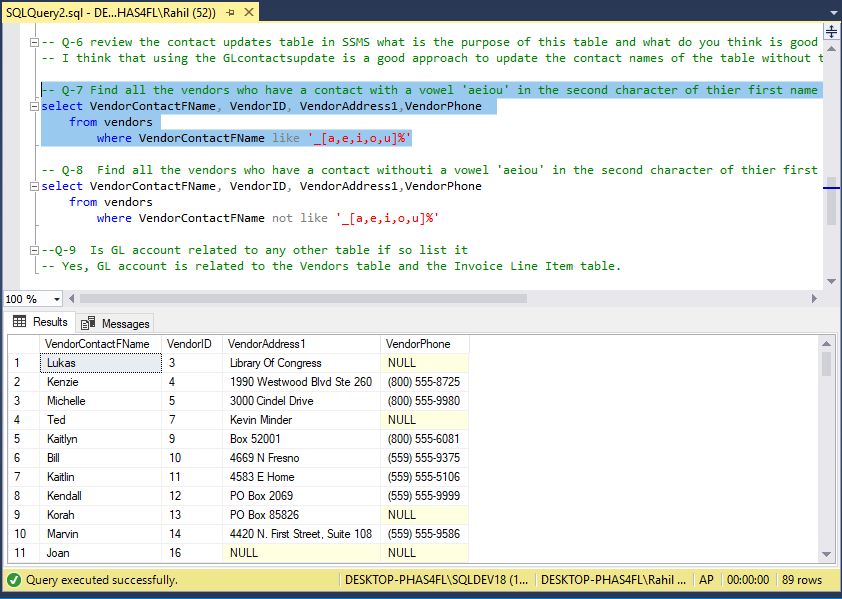 SQLQuery2.sql - DE...HAS4FL\Rahil (52))
-- Q-6 review the contact updates table in SSMS what is the purpose of this table and what do you think is good
-- I think that using the GLcontactsupdate is a good approach to update the contact names of the table without t
-- Q-7 Find all the vendors who have a contact with a vowel 'aeiou' in the second character of thier first name
select VendorContactFName, VendorID, VendorAddress1,VendorPhone
from vendors
where VendorContactFName like '_[a,e,i,o,u]%'
-- Q-8  Find all the vendors who have a contact withouti a vowel 'aeiou' in the second character of thier first
select VendorContactFName, VendorID, VendorAddress1,VendorPhone
from vendors
where VendorContactFName not like '_[a,e,i,o,u]%'
--Q-9  Is GL account related to any other table if so list it
-- Yes, GL account is related to the Vendors table and the Invoice Line Item table.
100 %
Results Messages
VendorContactFName VendorID VendorAddress1 VendorPhone
1 Lukas 3 Library Of Congress NULL
2 Kenzie 4 1990 Westwood Blvd Ste 260 (800) 555-8725
3 Michelle 5 3000 Cindel Drive (800) 555-9980
4 Ted 7 Kevin Minder NULL
5 Kaitlyn 9 Box 52001 (800) 555-6081
6 Bill 10 4669 N Fresno (559) 555-9375
7 Kaitlin 11 4583 E Home (559) 555-5106
8 Kendall 12 PO Box 2069 (559) 555-9999
9 Korah 13 PO Box 85826 NULL
10 Marvin 14 4420 N. First Street, Suite 108 (559) 555-9586
11 Joan 16 NULL NULL
Query executed successfully. DESKTOP-PHAS4FL\SQLDEV18 (1... DESKTOP-PHAS4FL\Rahil ... AP 00:00:00 89 rows